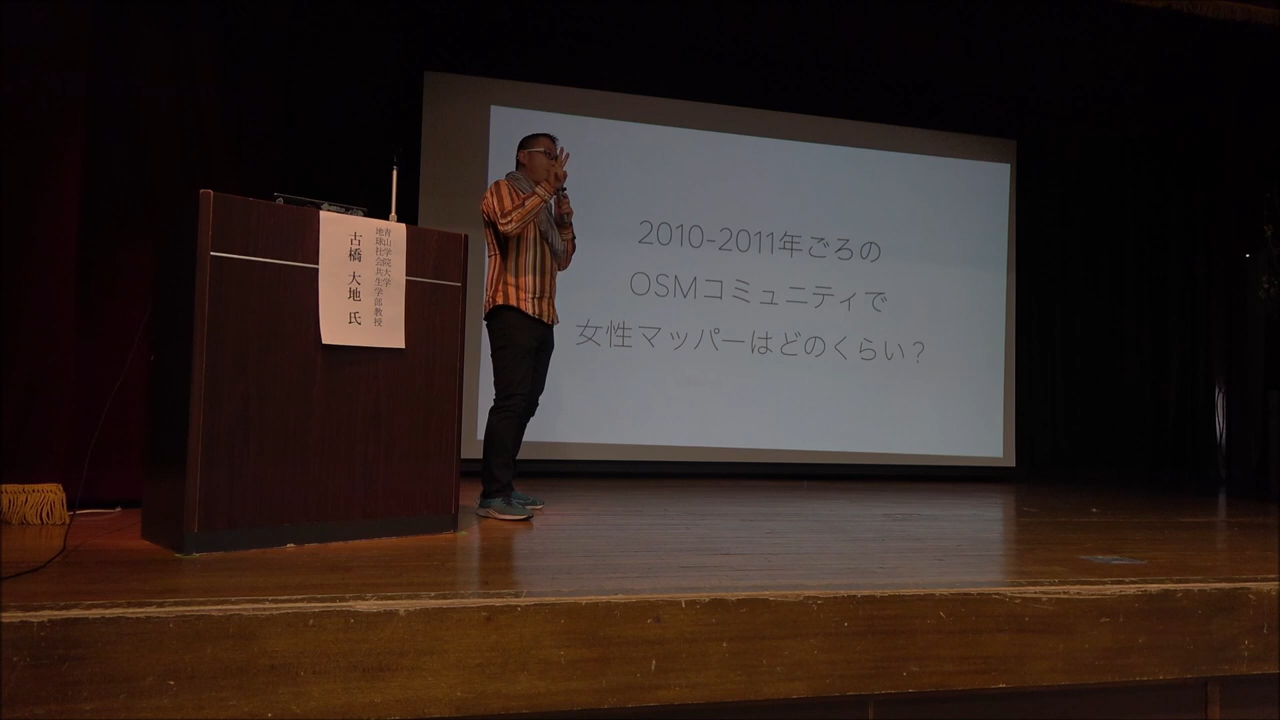 青山学院大学
地球社会共生学部教授
古橋 大地 氏
2010-2011年ごろの
OSMコミュニティで
女性マッパーはどのくらい？